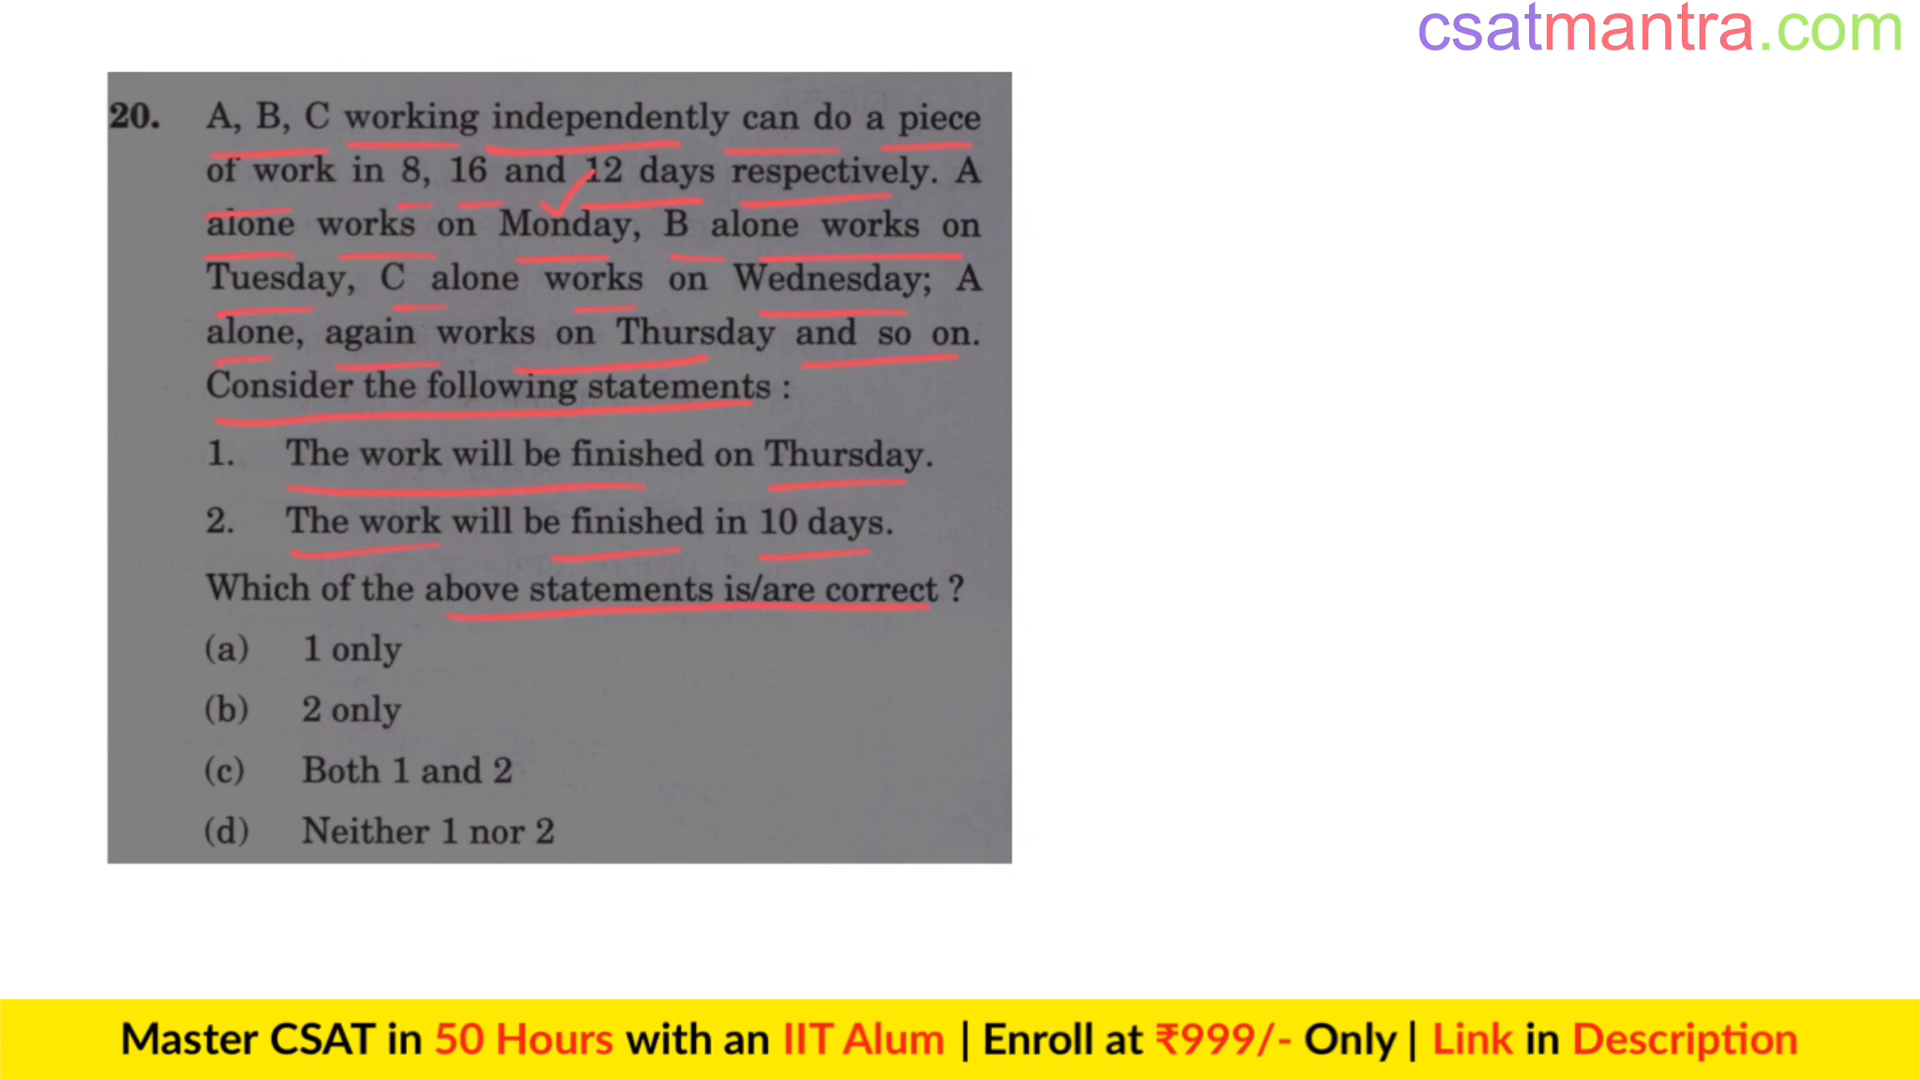 csatmantra.com
20. A, B, C working independently can do a piece
of work in 8, 16 and 12 days respectively. A
alone works on Monday, B alone works on
Tuesday, C alone works on Wednesday; A
alone, again works on Thursday and so on.
Consider the following statements :
1. The work will be finished on Thursday.
2. The work will be finished in 10 days.
Which of the above statements is/are correct ?
(a) 1 only
(b) 2 only
(c) Both 1 and 2
(d) Neither 1 nor 2
Master CSAT in 50 Hours with an IIT Alum | Enroll at ₹999/- Only | Link in Description